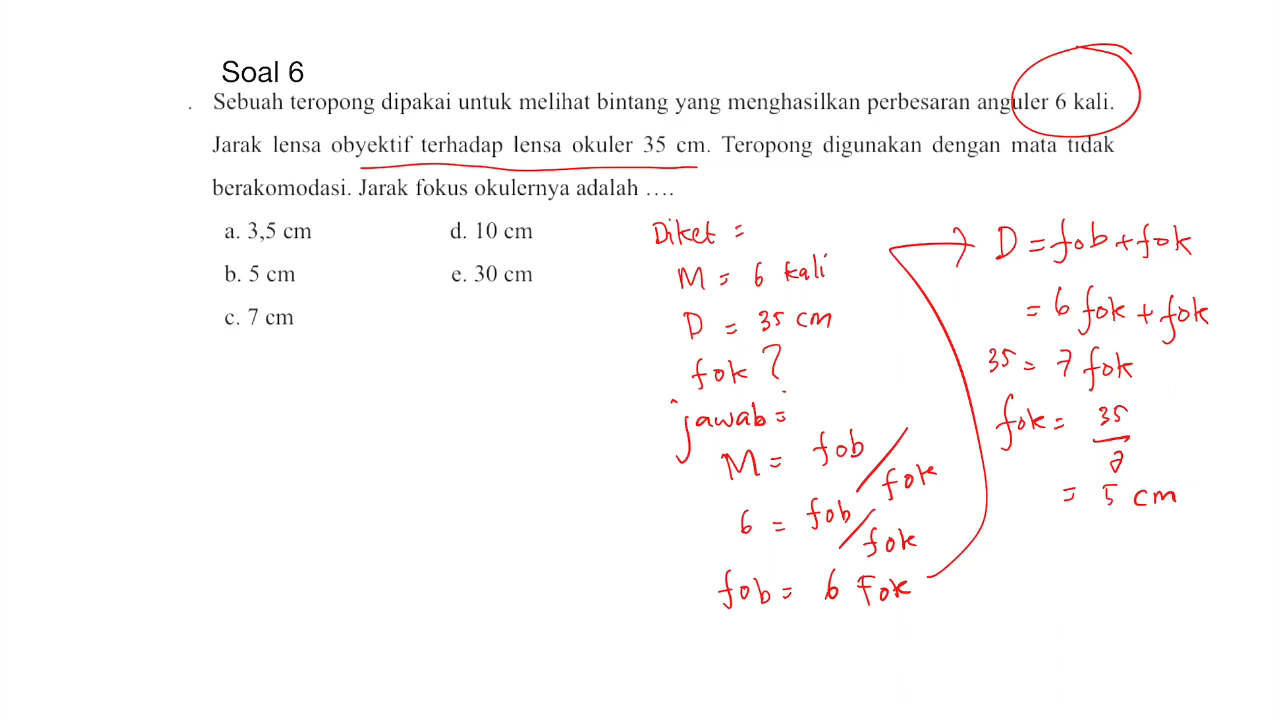 Soal 6
. Sebuah teropong dipakai untuk melihat bintang yang menghasilkan perbesaran anguler 6 kali.
Jarak lensa obyektif terhadap lensa okuler 35 cm. Teropong digunakan dengan mata tidak
berakomodasi. Jarak fokus okulernya adalah ….
a. 3,5 cm
b. 5 cm
c. 7 cm
d. 10 cm
e. 30 cm
Diket =
M = 6 kali
D = 35 cm
fok ?
jawab =
M = fob/fok
6 = fob/fok
fob = 6 Fok
D = fob + fok
= 6 fok + fok
35 = 7 fok
fok = 35/7
= 5 cm